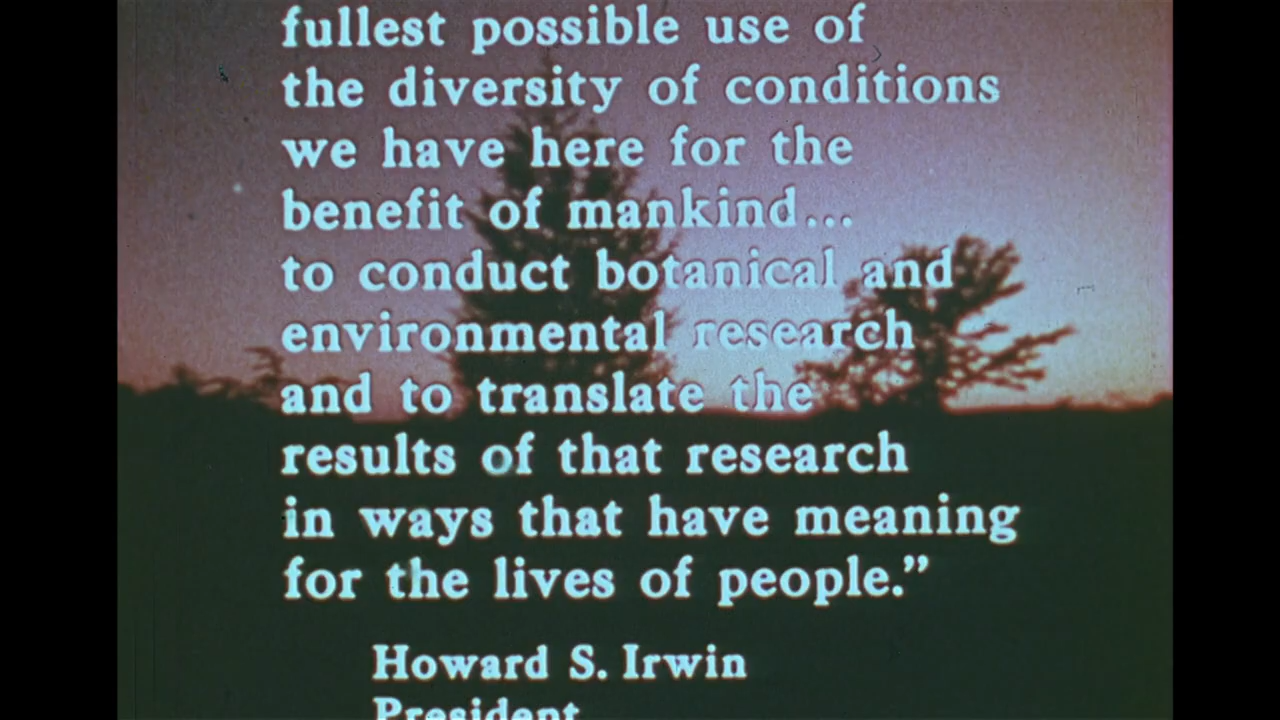 fullest possible use of
the diversity of conditions
we have here for the
benefit of mankind...
to conduct botanical and
environmental research
and to translate the
results of that research
in ways that have meaning
for the lives of people.”
Howard S. Irwin
President